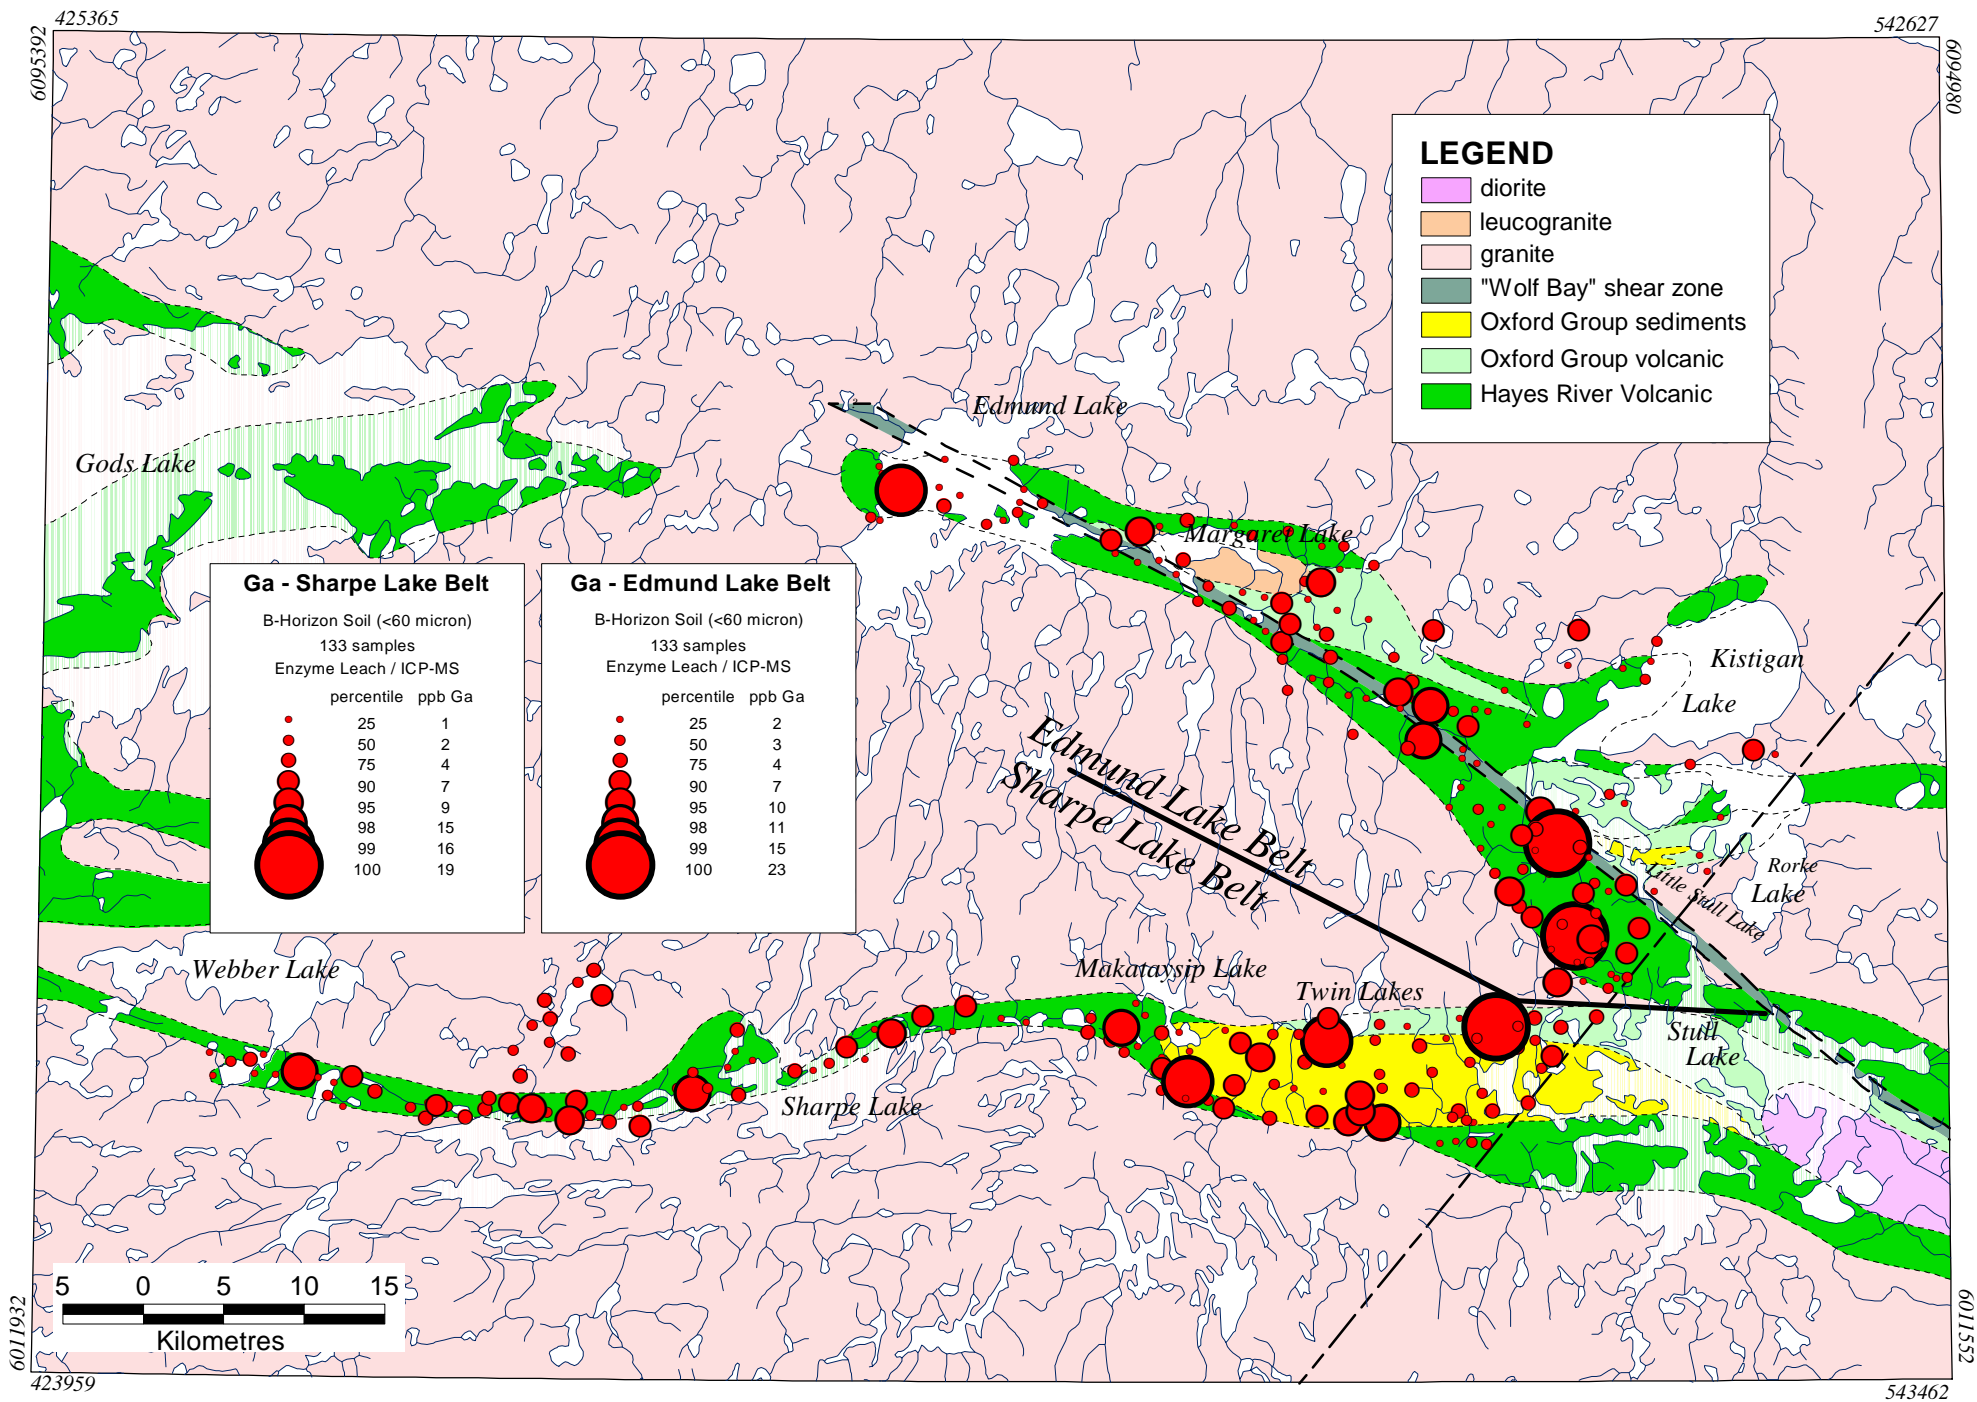 425365
542627
6095392
6094980
LEGEND
diorite
leucogranite
granite
"Wolf Bay" shear zone
Oxford Group sediments
Oxford Group volcanic
Hayes River Volcanic
Edmund Lake
Gods Lake
Margaret Lake
Ga - Sharpe Lake Belt
B-Horizon Soil (<60 micron)
133 samples
Enzyme Leach / ICP-MS
percentile ppb Ga
25 1
50 2
75 4
90 7
95 9
98 15
99 16
100 19
Ga - Edmund Lake Belt
B-Horizon Soil (<60 micron)
133 samples
Enzyme Leach / ICP-MS
percentile ppb Ga
25 2
50 3
75 4
90 7
95 10
98 11
99 15
100 23
Kistigan
Lake
Edmund Lake Belt
Sharpe Lake Belt
Rorke
Lake
Little Stull Lake
Webber Lake
Makataysip Lake
Twin Lakes
Stull
Lake
Sharpe Lake
5 0 5 10 15
Kilometres
6011932
423959
6011552
543462